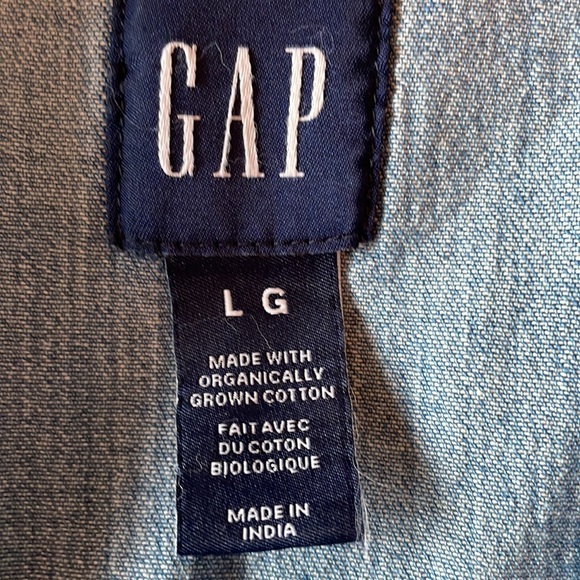 GAP
L G
MADE WITH
ORGANICALLY
GROWN COTTON
FAIT AVEC
DU COTON
BIOLOGIQUE
MADE IN
INDIA